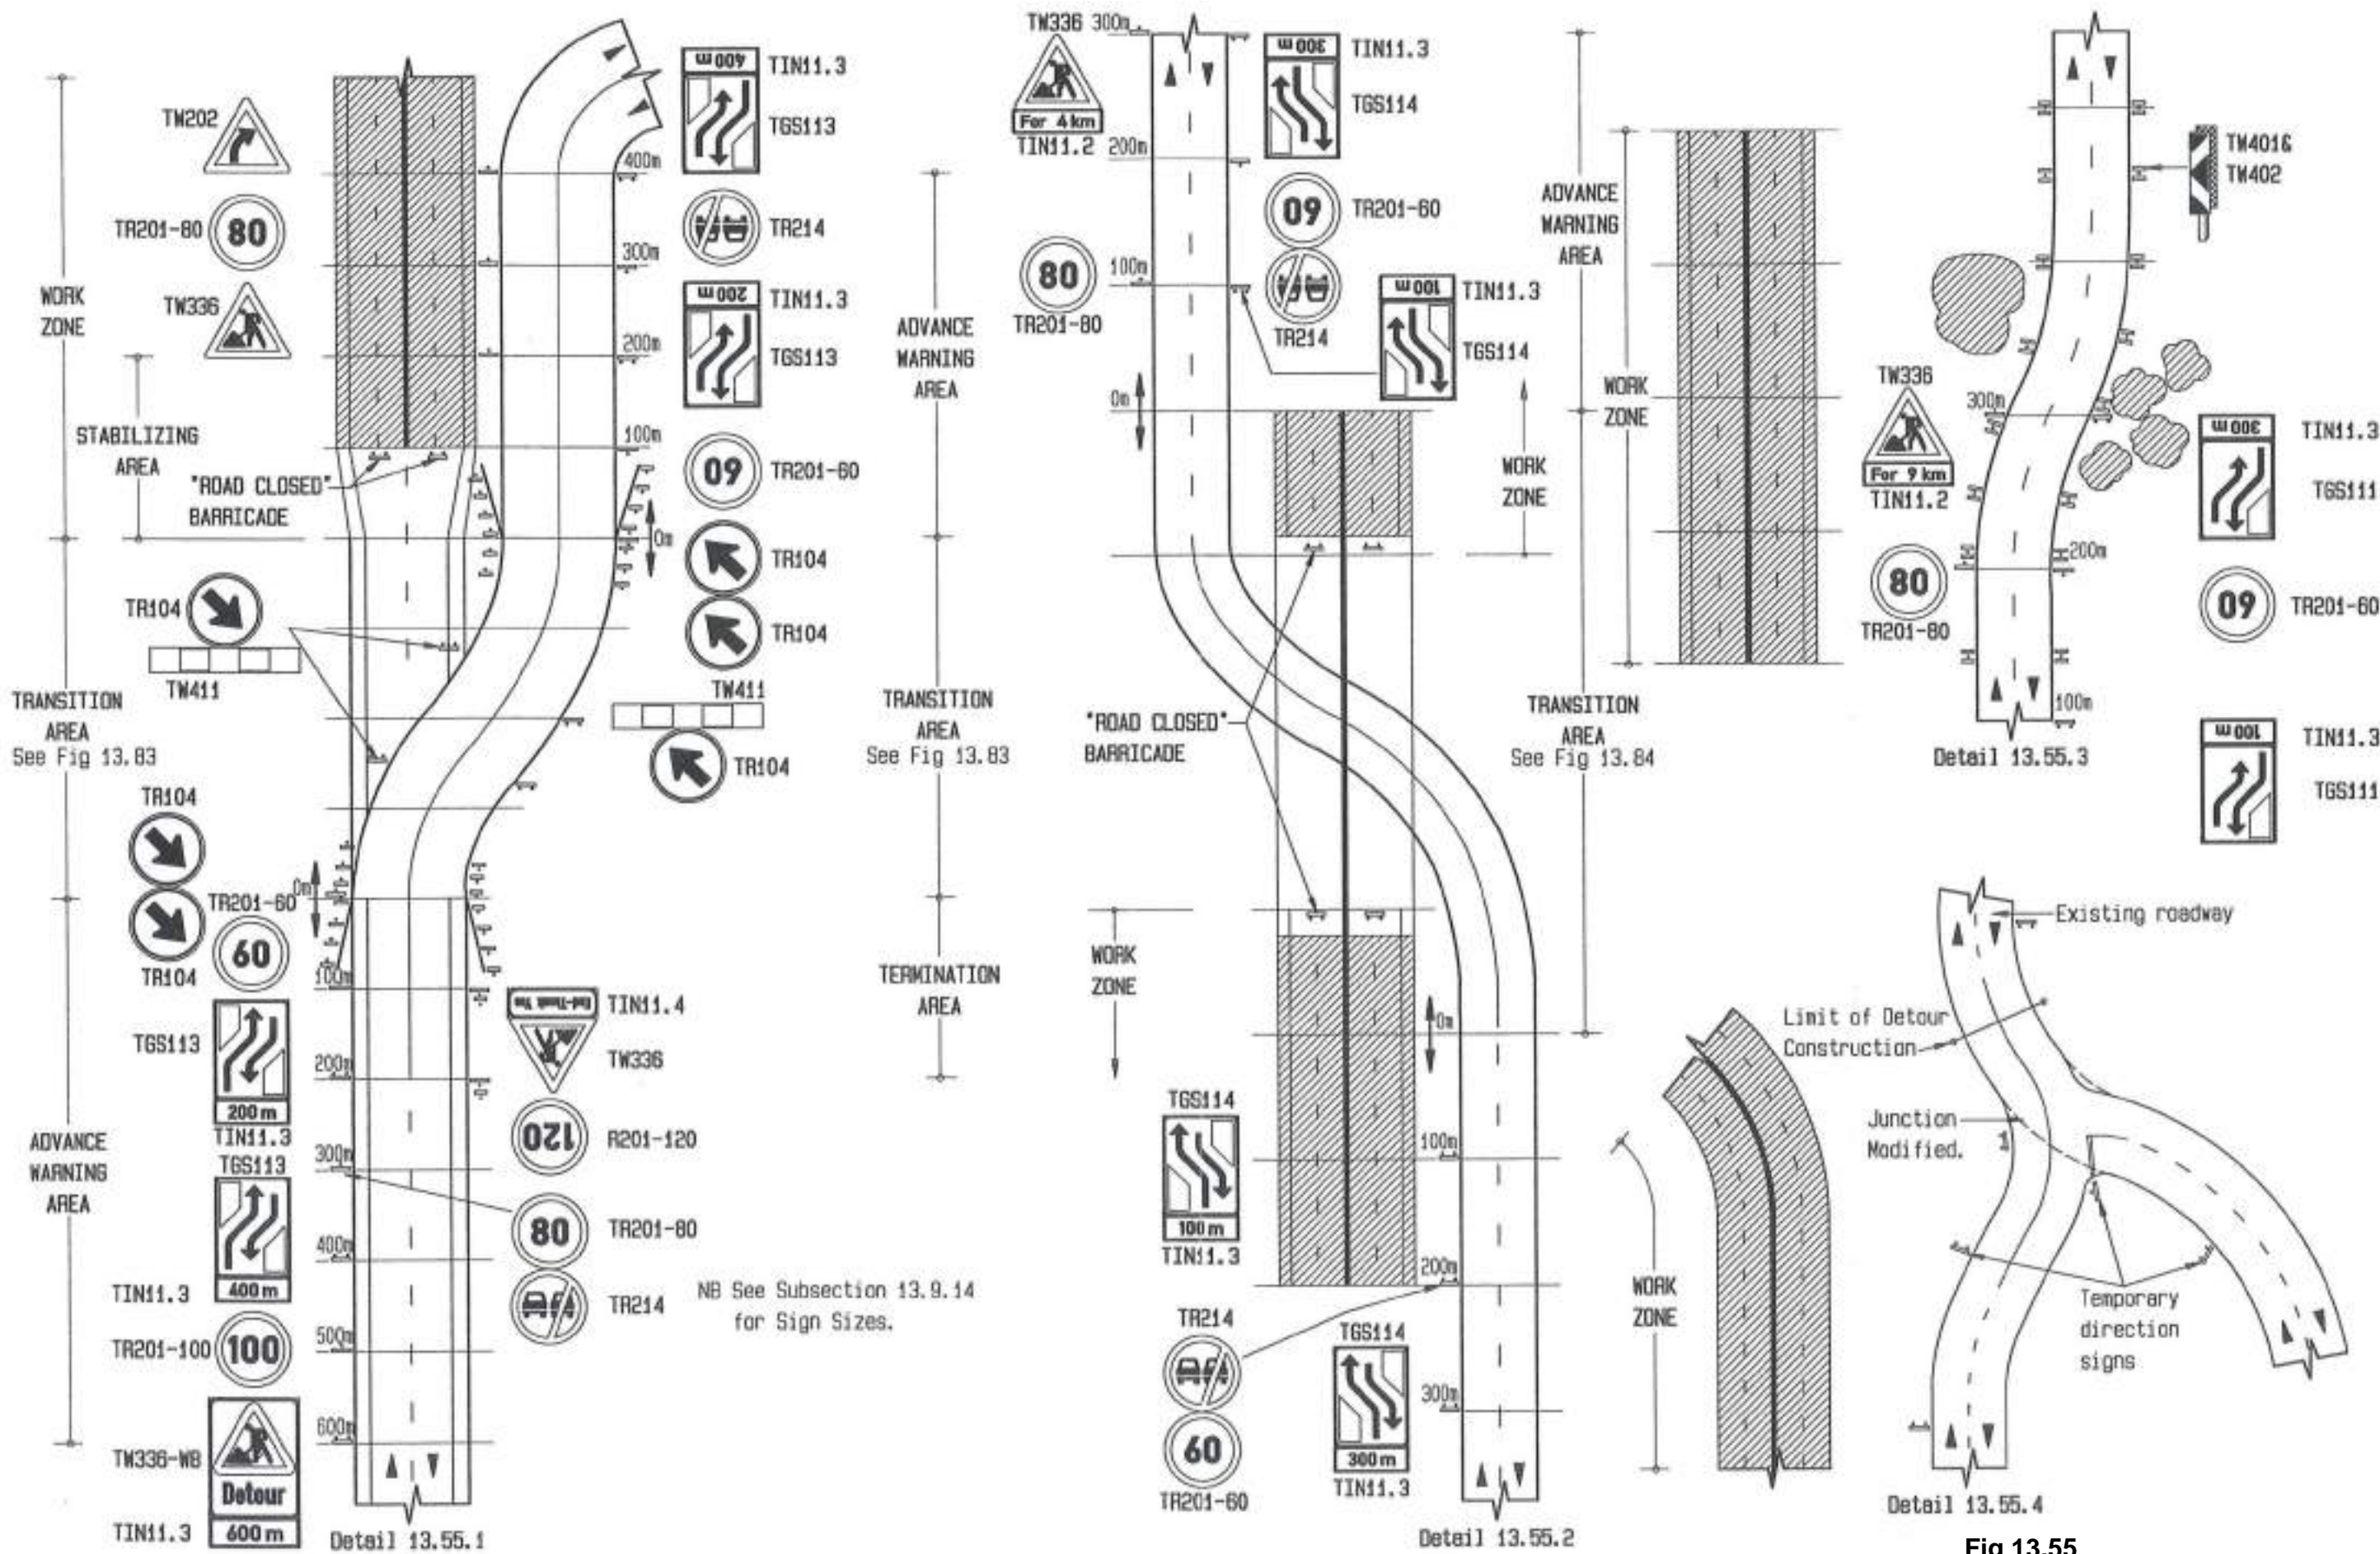 TW202
TR201-80
80
TW336
WORK
ZONE
STABILIZING
AREA
"ROAD CLOSED"
BARRICADE
TR104
TW411
TRANSITION
AREA
See Fig 13.83
TR104
TR104
TR201-60
60
TGS113
200 m
TIN11.3
TGS113
400 m
TIN11.3
TR201-100
100
TW336-WB
Detour
TIN11.3
600 m
ADVANCE
WARNING
AREA
0m
100m
200m
300m
400m
500m
600m
Detail 13.55.1
400m
300m
200m
100m
0m
400 m
TIN11.3
TGS113
TR214
200 m
TIN11.3
TGS113
60
TR201-60
TR104
TR104
TW411
TR104
TIN11.4
TW336
120
R201-120
80
TR201-80
TR214
NB See Subsection 13.9.14
for Sign Sizes.
ADVANCE
WARNING
AREA
TRANSITION
AREA
See Fig 13.83
TERMINATION
AREA
TW336
For 4 km
TIN11.2
80
TR201-80
300m
200m
100m
0m
300 m
TIN11.3
TGS114
60
TR201-60
TR214
100 m
TIN11.3
TGS114
WORK
ZONE
"ROAD CLOSED"
BARRICADE
WORK
ZONE
0m
100m
200m
300m
TGS114
100 m
TIN11.3
TR214
60
TR201-60
TGS114
300 m
TIN11.3
Detail 13.55.2
ADVANCE
WARNING
AREA
WORK
ZONE
TRANSITION
AREA
See Fig 13.84
TW401&
TW402
TW336
For 9 km
TIN11.2
80
TR201-80
300m
200m
100m
300 m
TIN11.3
TGS111
60
TR201-60
100 m
TIN11.3
TGS111
Detail 13.55.3
Existing roadway
Limit of Detour
Construction
Junction
Modified.
WORK
ZONE
Temporary
direction
signs
Detail 13.55.4
Fig 13.55